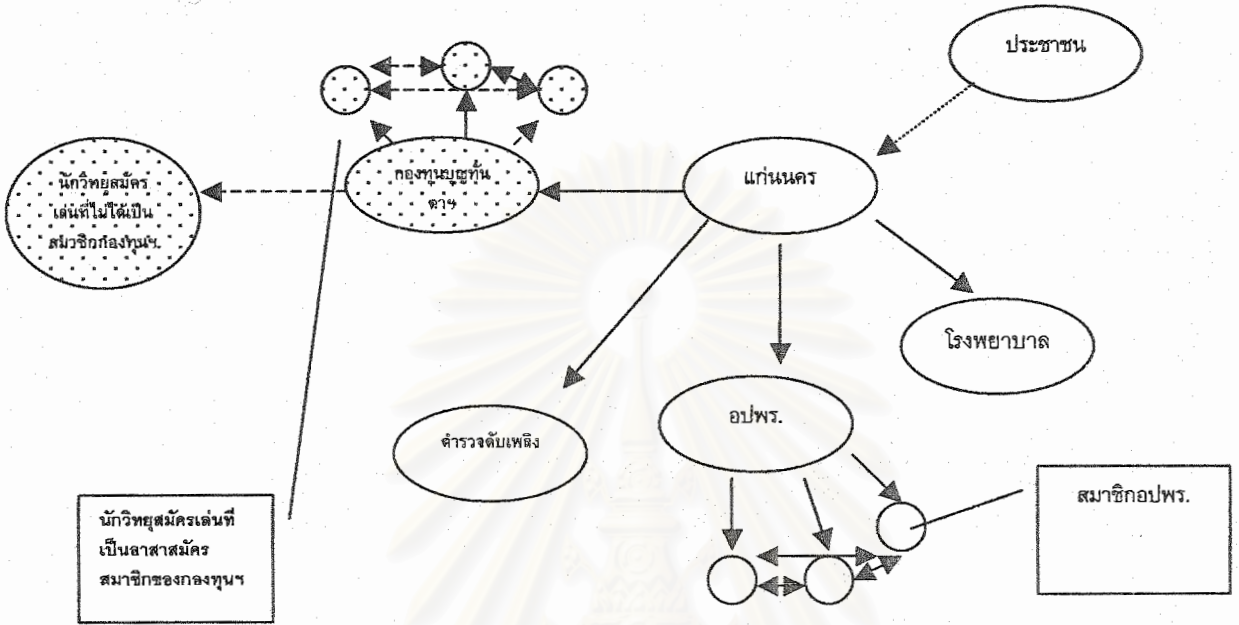 ประชาชน
นักวิทยุสมัคร
เล่นที่ไม่ได้เป็น
สมาชิกกองทุนฯ.
กองทุนบุญทัน
ดาฯ
แก่นนคร
โรงพยาบาล
อปพร.
ตำรวจดับเพลิง
นักวิทยุสมัครเล่นที่
เป็นอาสาสมัคร
สมาชิกของกองทุนฯ
สมาชิกอปพร.